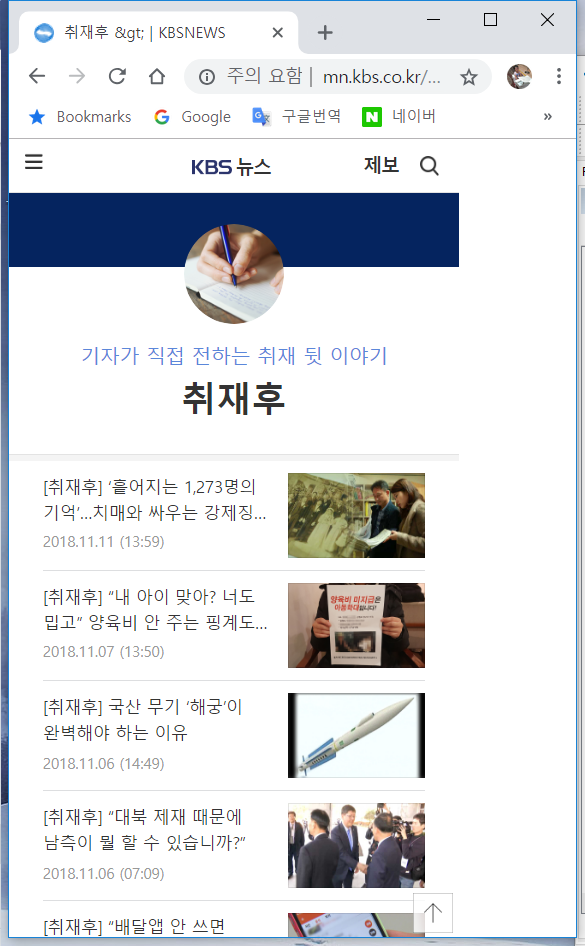 취재후 &gt; | KBSNEWS
주의 요함 | mn.kbs.co.kr/...
Bookmarks Google 구글번역 네이버 »
KBS 뉴스 제보
기자가 직접 전하는 취재 뒷 이야기
취재후
[취재후] ‘흩어지는 1,273명의
기억’…치매와 싸우는 강제징…
2018.11.11 (13:59)
양육비 미지급은
아동학대입니다!
[취재후] “내 아이 맞아? 너도
밉고” 양육비 안 주는 핑계도…
2018.11.07 (13:50)
[취재후] 국산 무기 ‘해궁’이
완벽해야 하는 이유
2018.11.06 (14:49)
[취재후] “대북 제재 때문에
남측이 뭘 할 수 있습니까?”
2018.11.06 (07:09)
[취재후] “배달앱 안 쓰면